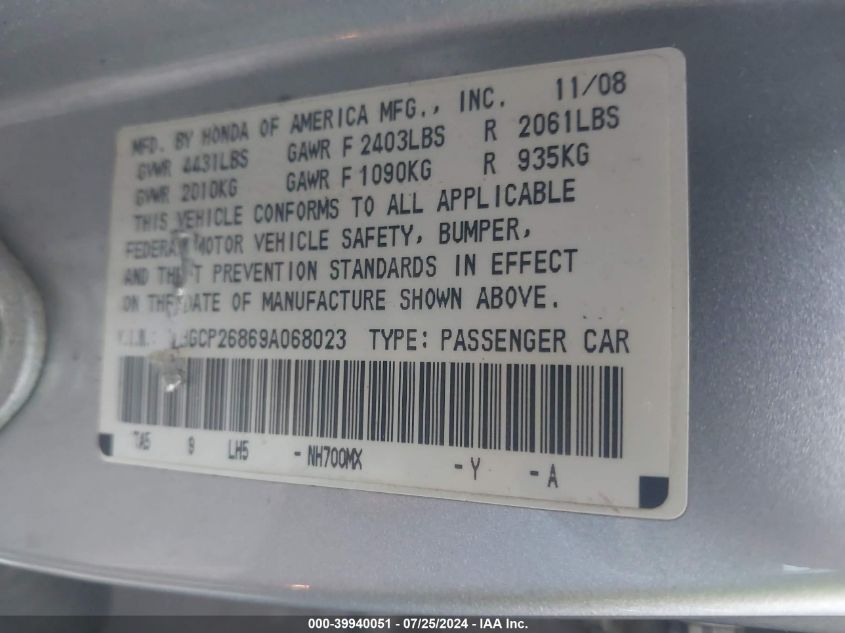 11/08
MFD. BY HONDA OF AMERICA MFG., INC.
GVWR 4431LBS GAWR F 2403LBS R 2061LBS
GVWR 2010KG GAWR F 1090KG R 935KG
THIS VEHICLE CONFORMS TO ALL APPLICABLE
FEDERAL MOTOR VEHICLE SAFETY, BUMPER,
AND THEFT PREVENTION STANDARDS IN EFFECT
ON THE DATE OF MANUFACTURE SHOWN ABOVE.
V.I.N.: TYPE: PASSENGER CAR
TA5 9 LH5 - NH700MX - Y - A
000-39940051 - 07/25/2024 - IAA Inc.